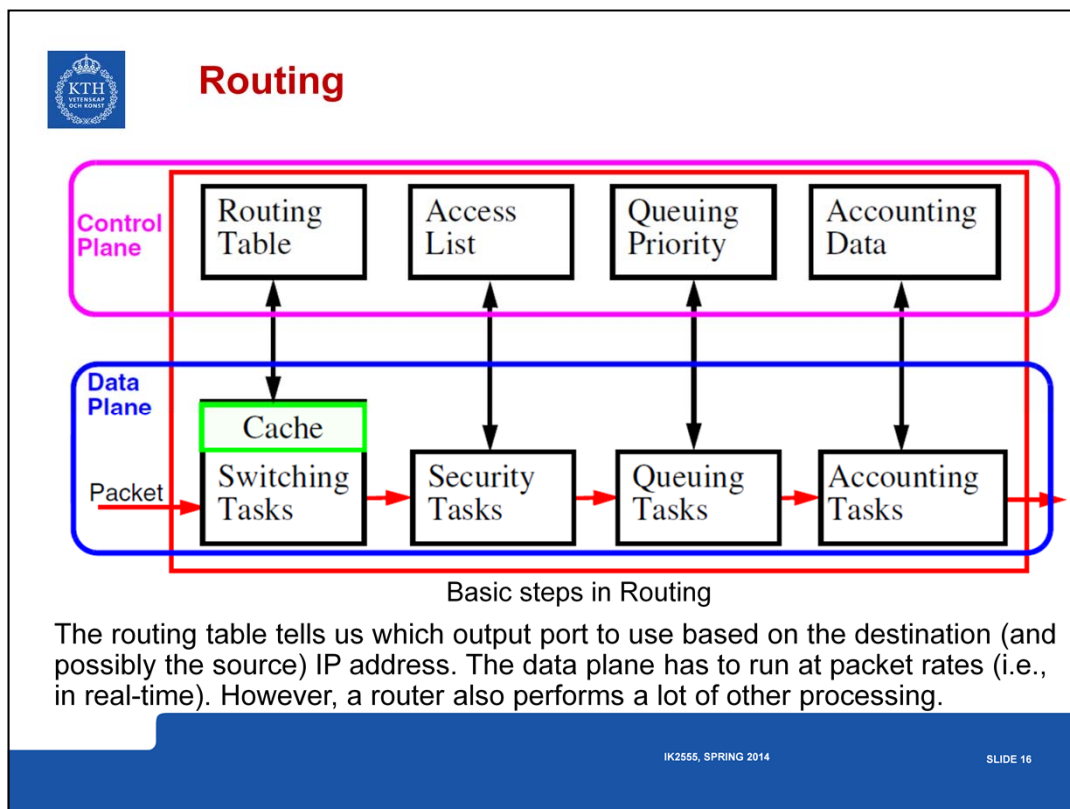 KTH
VETENSKAP
OCH KONST
Routing
Control
Plane
Routing
Table
Access
List
Queuing
Priority
Accounting
Data
Data
Plane
Cache
Packet
Switching
Tasks
Security
Tasks
Queuing
Tasks
Accounting
Tasks
Basic steps in Routing
The routing table tells us which output port to use based on the destination (and
possibly the source) IP address. The data plane has to run at packet rates (i.e.,
in real-time). However, a router also performs a lot of other processing.
IK2555, SPRING 2014
SLIDE 16